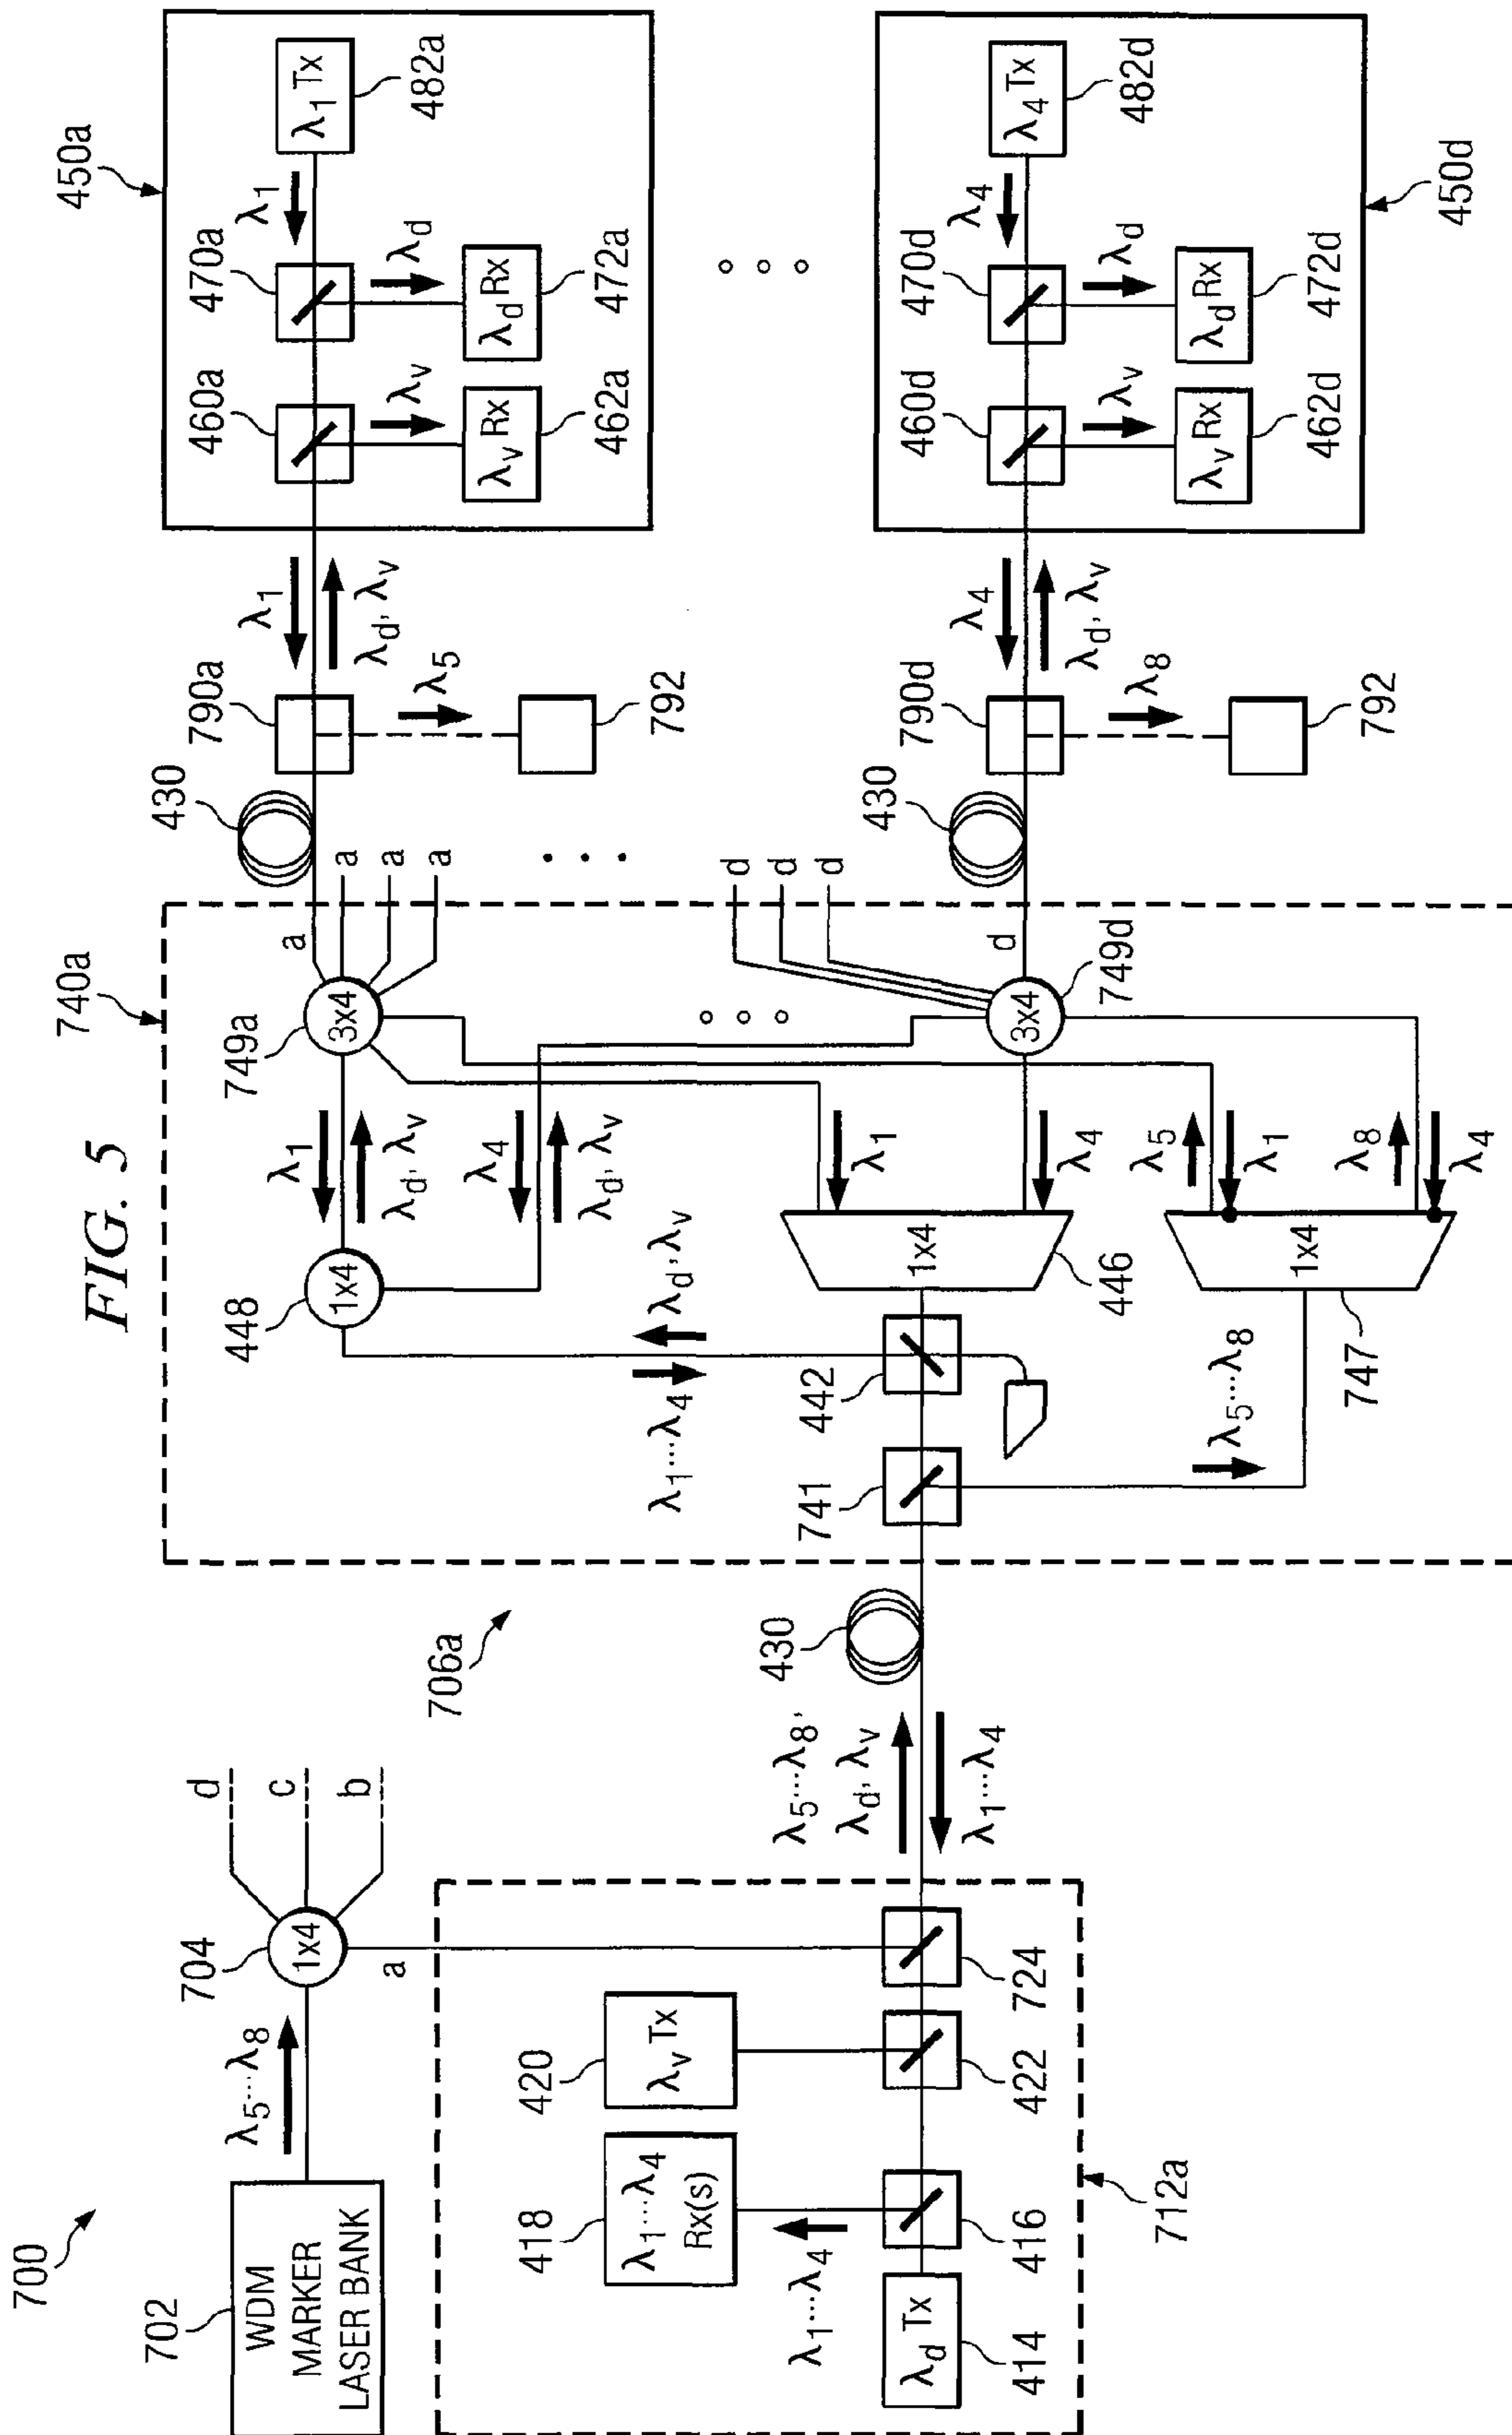 FIG. 5
700
702
WDM
MARKER
LASER BANK
λ5...λ8
704
1x4
d
c
b
a
712a
414
λd Tx
416
λ1...λ4
418
λ1...λ4
Rx(s)
420
λv Tx
422
724
λ5...λ8,
λd, λv
λ1...λ4
430
706a
740a
741
442
λ1...λ4
λd, λv
λ5...λ8
448
1x4
446
1x4
747
1x4
λ1
λd, λv
λ4
λd, λv
λ1
λ4
λ5
λ1
λ8
λ4
749a
3x4
749d
3x4
a
a
a
a
d
d
d
d
430
430
790a
λ5
792
790d
λ8
792
λ1
λd, λv
λ4
λd, λv
450a
460a
λv
λv Rx
462a
470a
λd
λd Rx
472a
λ1
λ1 Tx
482a
450d
460d
λv
λv Rx
462d
470d
λd
λd Rx
472d
λ4
λ4 Tx
482d